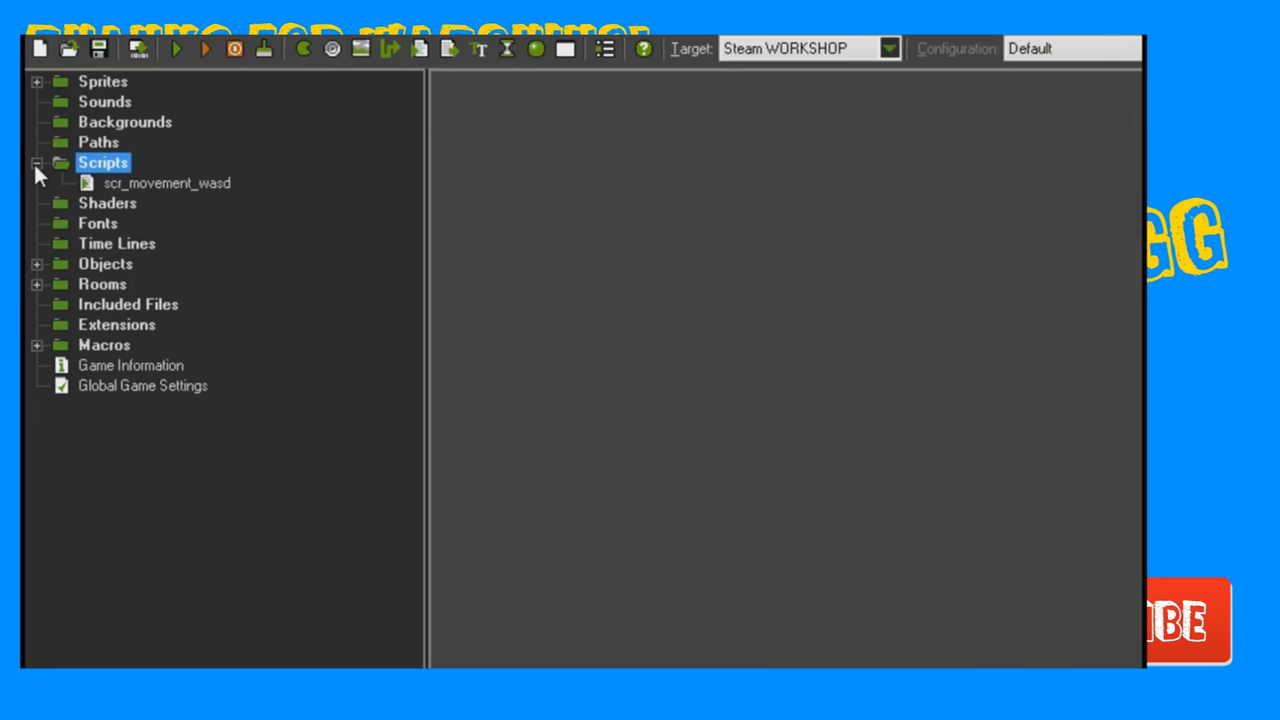 Target: Steam WORKSHOP Configuration: Default
Sprites
Sounds
Backgrounds
Paths
Scripts
scr_movement_wasd
Shaders
Fonts
Time Lines
Objects
Rooms
Included Files
Extensions
Macros
Game Information
Global Game Settings
GG
IBE